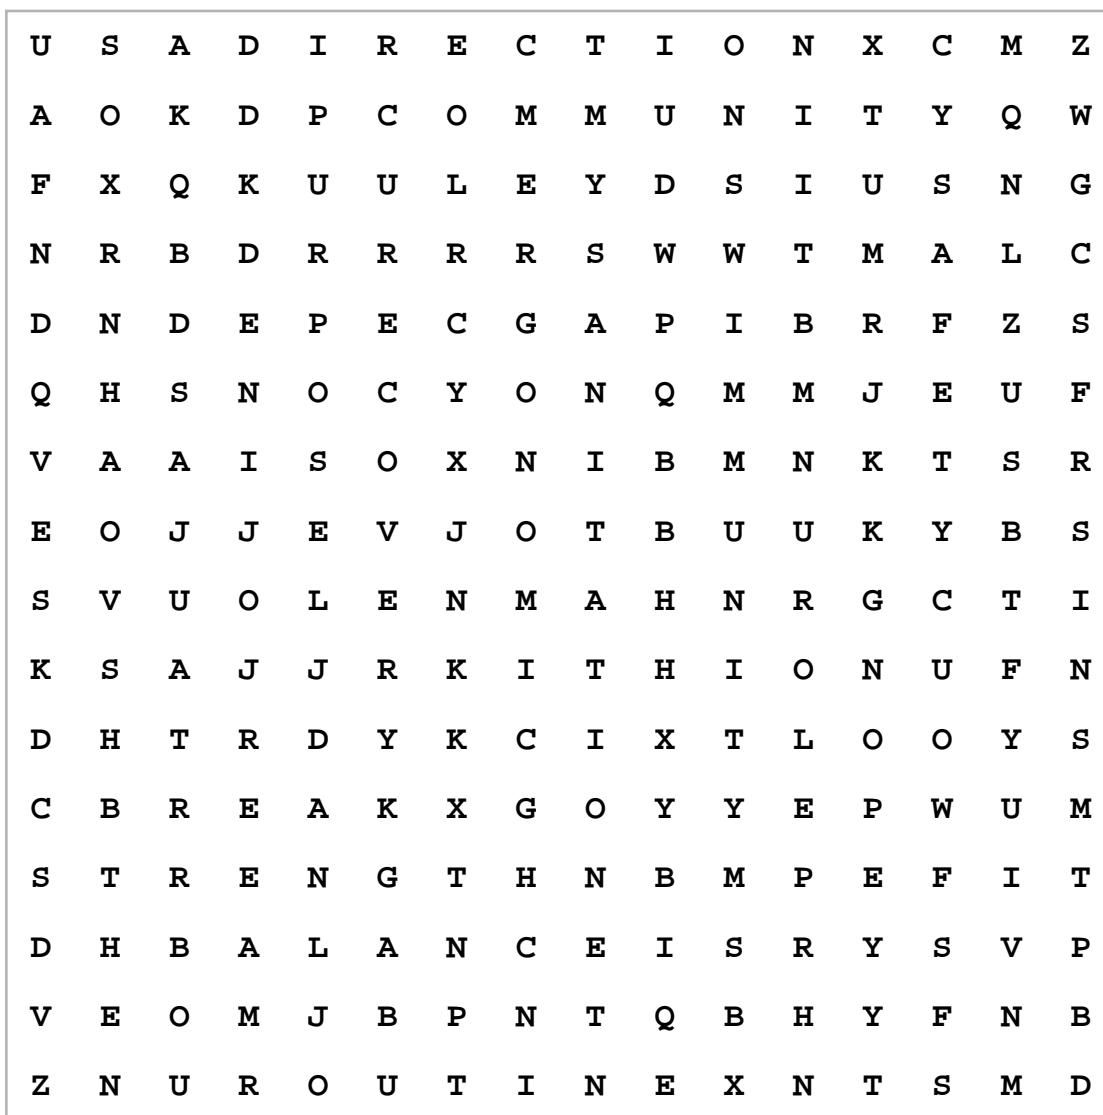 U S A D I R E C T I O N X C M Z
A O K D P C O M M U N I T Y Q W
F X Q K U U L E Y D S I U S N G
N R B D R R R R S W W T M A L C
D N D E P E C G A P I B R F Z S
Q H S N O C Y O N Q M M J E U F
V A A I S O X N I B M N K T S R
E O J J E V J O T B U U K Y B S
S V U O L E N M A H N R G C T I
K S A J J R K I T H I O N U F N
D H T R D Y K C I X T L O O Y S
C B R E A K X G O Y Y E P W U M
S T R E N G T H N B M P E F I T
D H B A L A N C E I S R Y S V P
V E O M J B P N T Q B H Y F N B
Z N U R O U T I N E X N T S M D